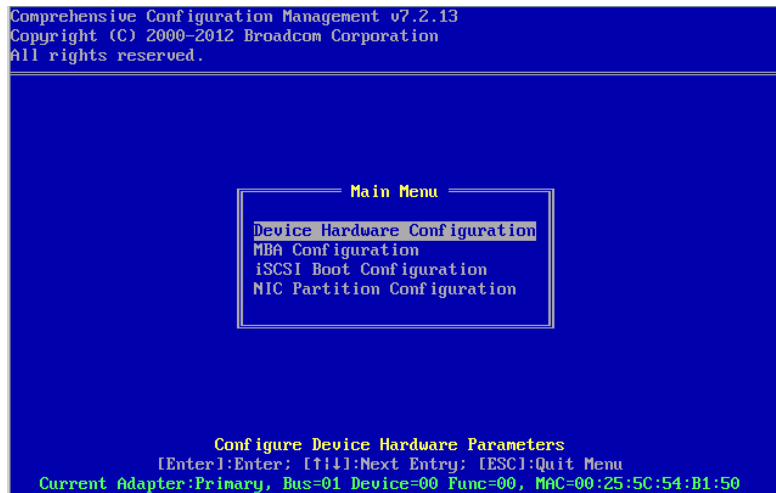 Comprehensive Configuration Management v7.2.13
Copyright (C) 2000-2012 Broadcom Corporation
All rights reserved.
Main Menu
Device Hardware Configuration
MBA Configuration
iSCSI Boot Configuration
NIC Partition Configuration
Configure Device Hardware Parameters
[Enter]:Enter; [↑|↓]:Next Entry; [ESC]:Quit Menu
Current Adapter:Primary, Bus=01 Device=00 Func=00, MAC=00:25:5C:54:B1:50